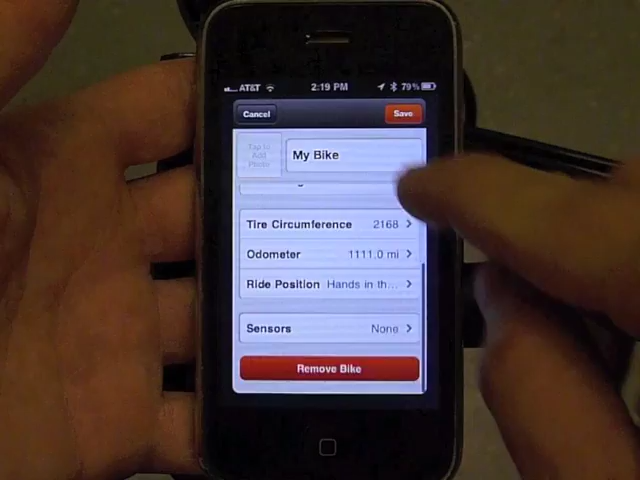 AT&T 2:19 PM 79%
Cancel Save
Tap to
Add
Photo
My Bike
Tire Circumference 2168
Odometer 1111.0 mi
Ride Position Hands in th...
Sensors None
Remove Bike